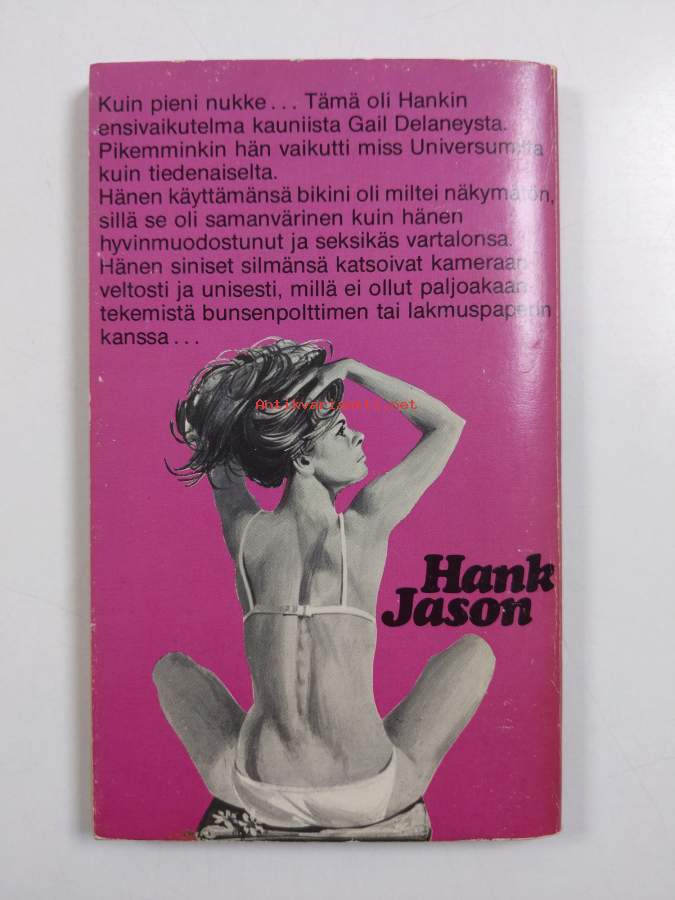 Kuin pieni nukke... Tämä oli Hankin
ensivaikutelma kauniista Gail Delaneysta.
Pikemminkin hän vaikutti miss Universumilta
kuin tiedenaiselta.
Hänen käyttämänsä bikini oli miltei näkymätön,
sillä se oli samanvärinen kuin hänen
hyvinmuodostunut ja seksikäs vartalonsa.
Hänen siniset silmänsä katsoivat kameraan
veltosti ja unisesti, millä ei ollut paljoakaan
tekemistä bunsenpolttimen tai lakmuspaperin
kanssa...
Antikvariaatti.net
Hank
Jason